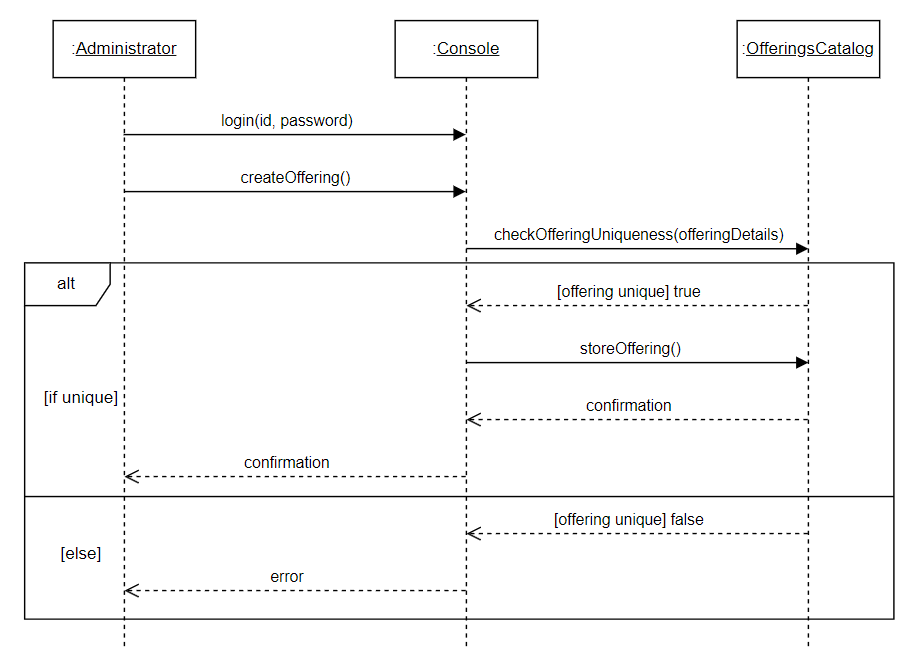 :Administrator
:Console
:OfferingsCatalog
login(id, password)
createOffering()
checkOfferingUniqueness(offeringDetails)
alt
[offering unique] true
storeOffering()
[if unique]
confirmation
confirmation
[offering unique] false
[else]
error